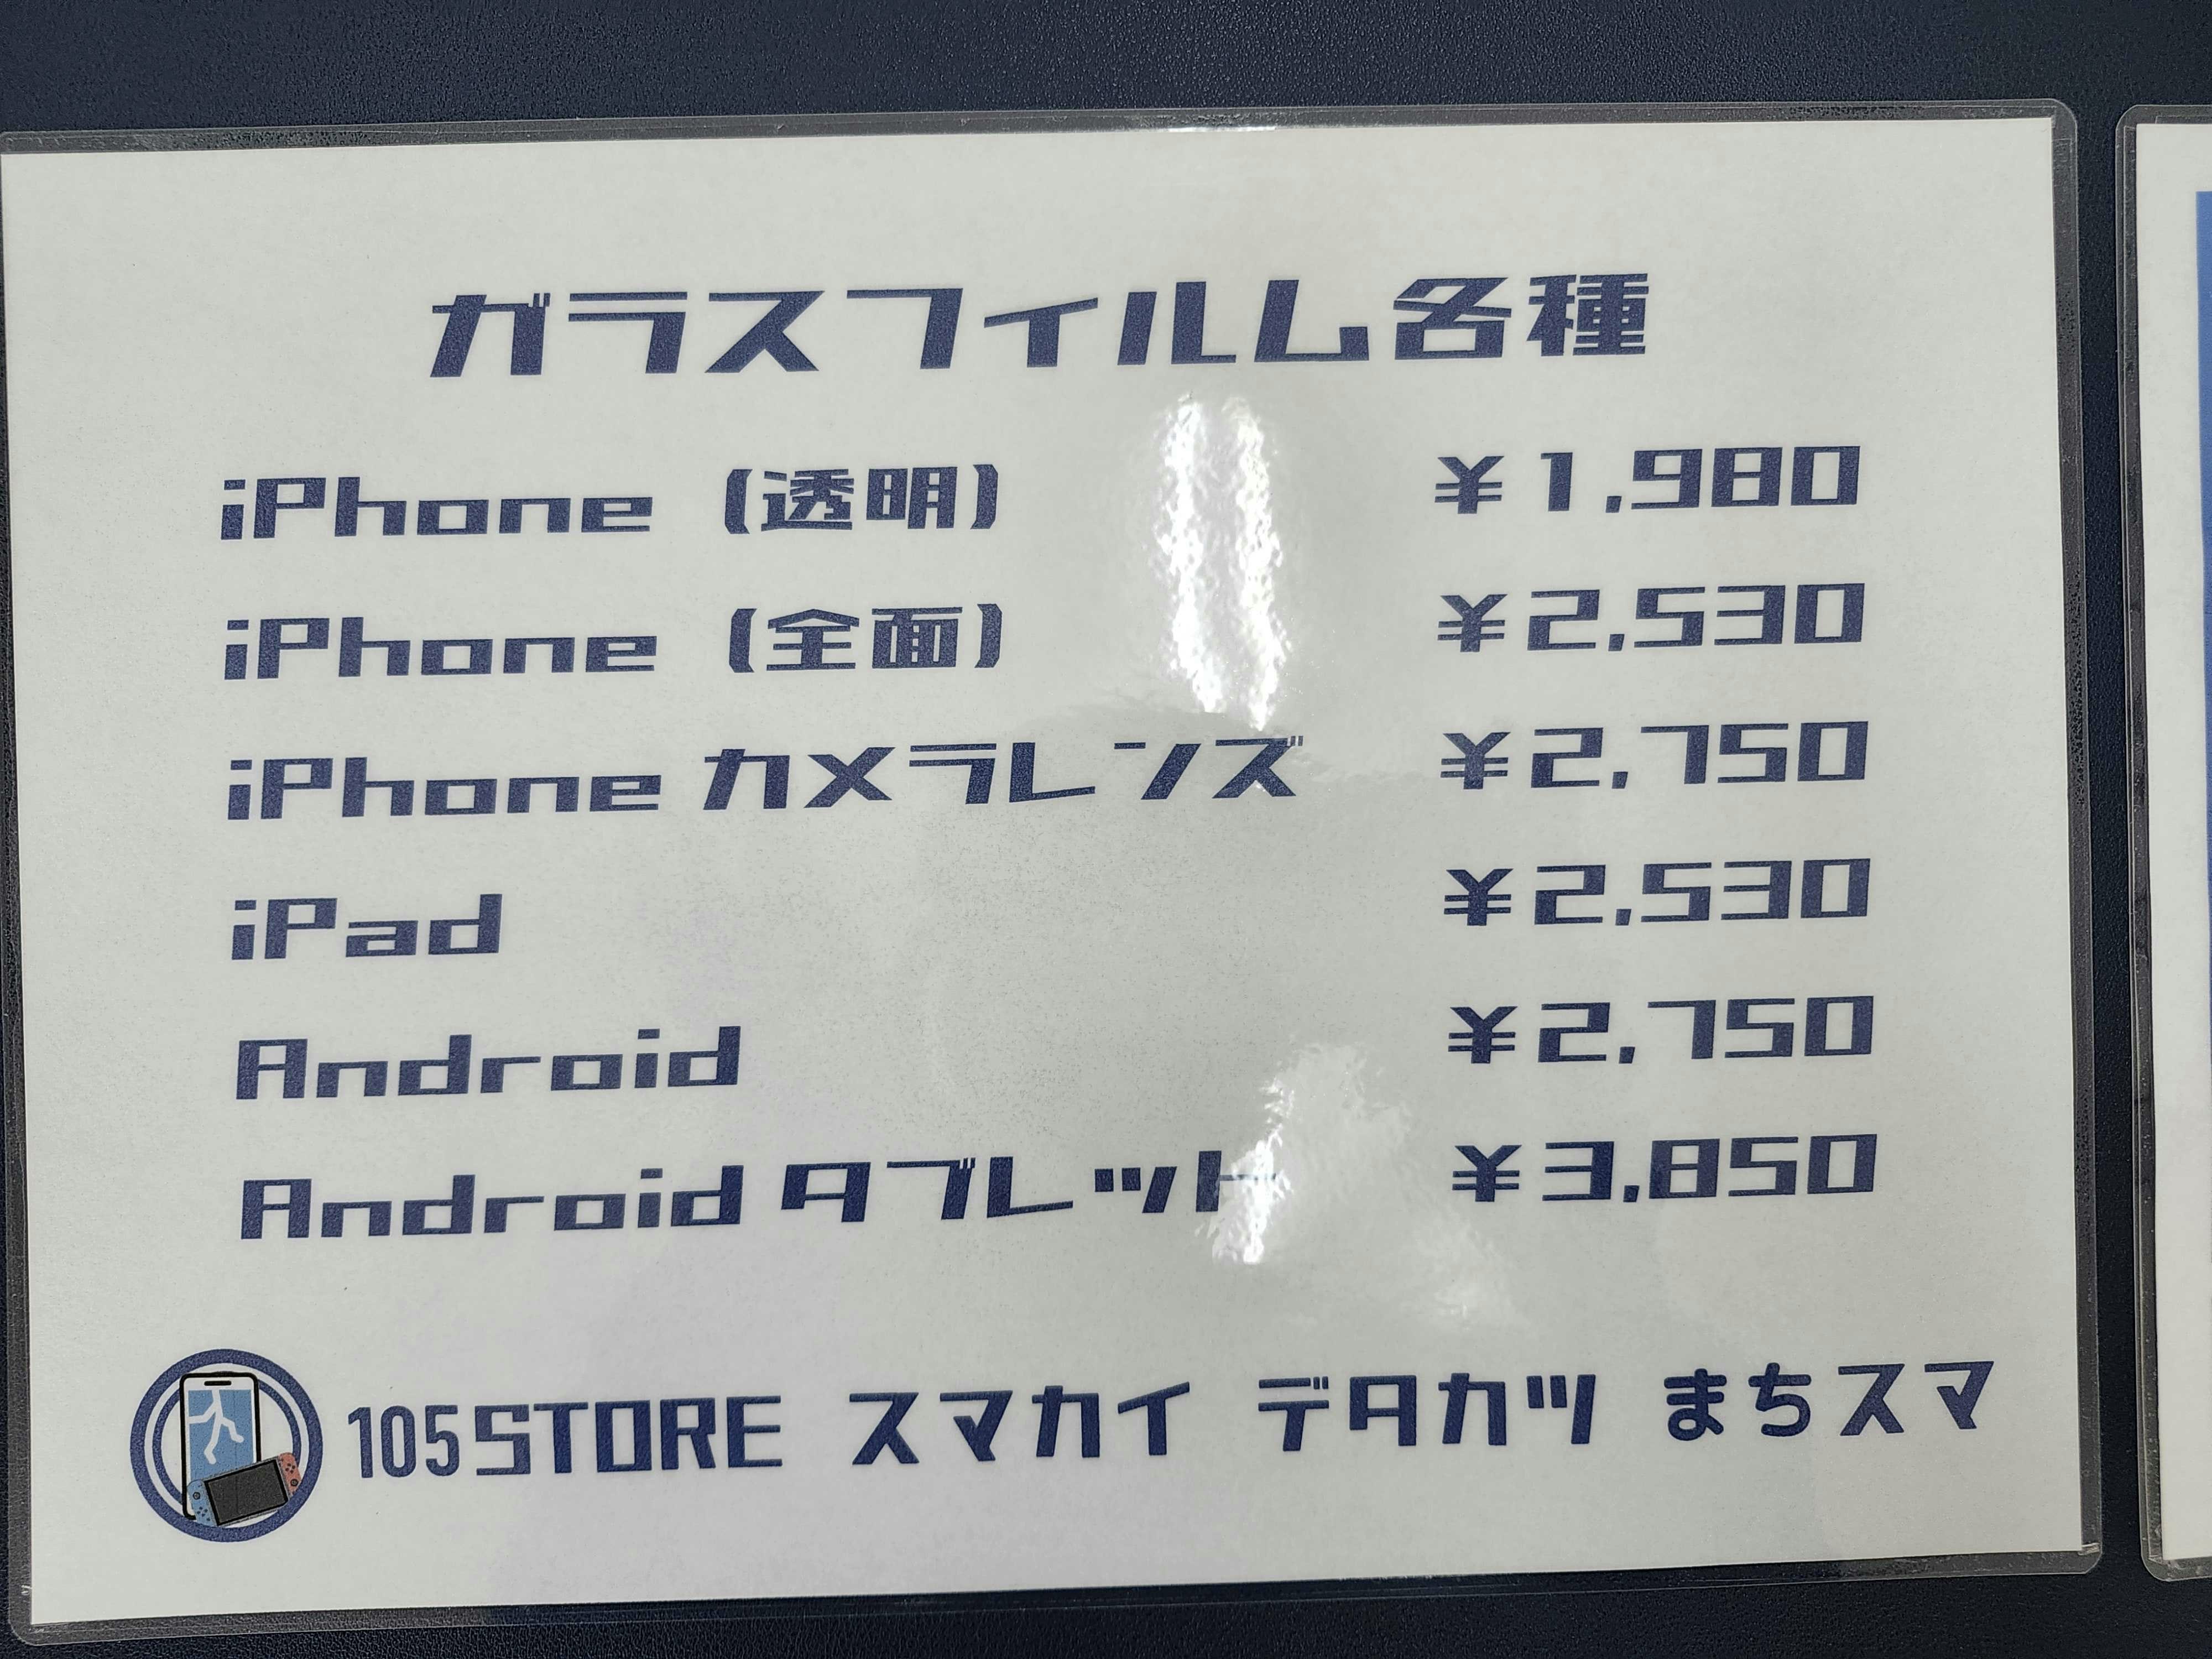 ガラスフィルム各種
iPhone (透明) ¥1,980
iPhone (全面) ¥2,530
iPhone カメラレンズ ¥2,750
iPad ¥2,530
Android ¥2,750
Android タブレット ¥3,850
105STORE スマカイ デタカツ まちスマ